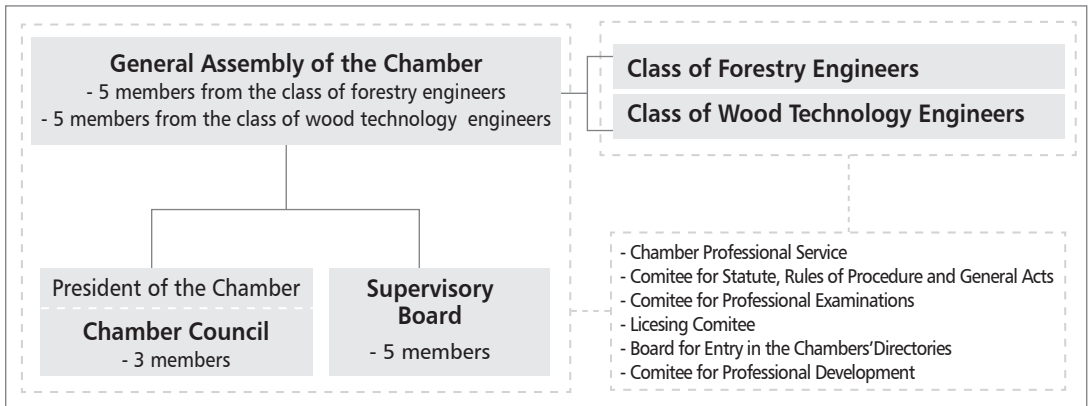 General Assembly of the Chamber
- 5 members from the class of forestry engineers
- 5 members from the class of wood technology engineers
Class of Forestry Engineers
Class of Wood Technology Engineers
President of the Chamber
Chamber Council
- 3 members
Supervisory
Board
- 5 members
- Chamber Professional Service
- Comitee for Statute, Rules of Procedure and General Acts
- Comitee for Professional Examinations
- Licesing Comitee
- Board for Entry in the Chambers'Directories
- Comitee for Professional Development